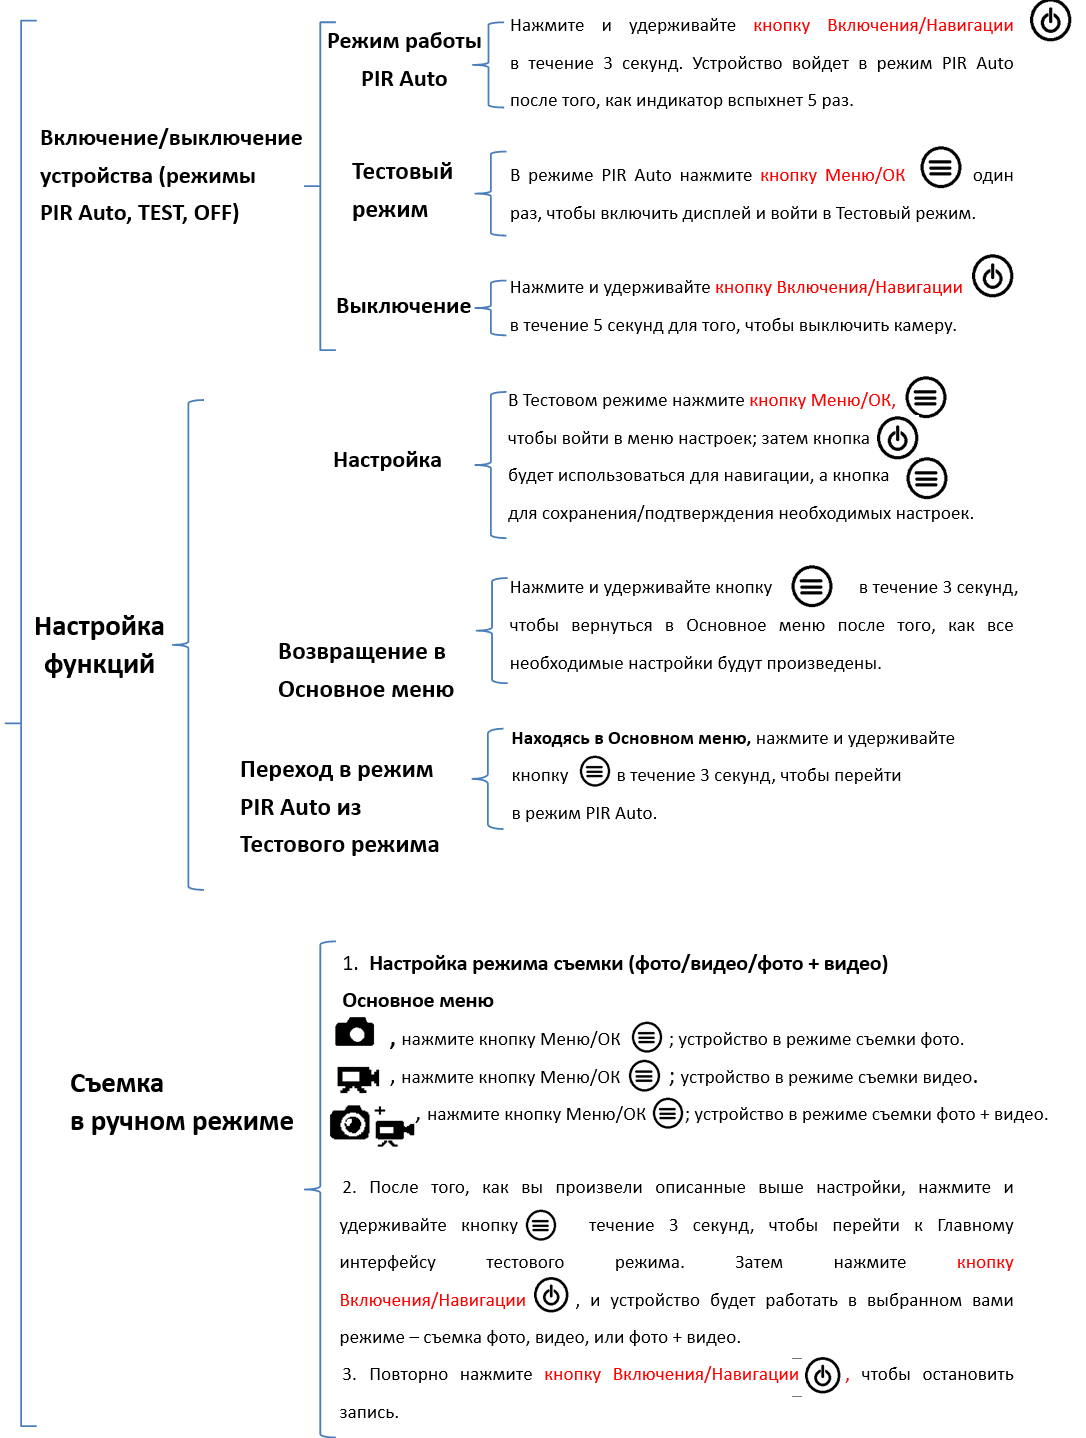 Включение/выключение
устройства (режимы
PIR Auto, TEST, OFF)
Режим работы
PIR Auto
Нажмите и удерживайте кнопку Включения/Навигации
в течение 3 секунд. Устройство войдет в режим PIR Auto
после того, как индикатор вспыхнет 5 раз.
Тестовый
режим
В режиме PIR Auto нажмите кнопку Меню/ОК один
раз, чтобы включить дисплей и войти в Тестовый режим.
Выключение
Нажмите и удерживайте кнопку Включения/Навигации
в течение 5 секунд для того, чтобы выключить камеру.
Настройка
функций
Настройка
В Тестовом режиме нажмите кнопку Меню/ОК,
чтобы войти в меню настроек; затем кнопка
будет использоваться для навигации, а кнопка
для сохранения/подтверждения необходимых настроек.
Возвращение в
Основное меню
Нажмите и удерживайте кнопку в течение 3 секунд,
чтобы вернуться в Основное меню после того, как все
необходимые настройки будут произведены.
Переход в режим
PIR Auto из
Тестового режима
Находясь в Основном меню, нажмите и удерживайте
кнопку в течение 3 секунд, чтобы перейти
в режим PIR Auto.
Съемка
в ручном режиме
1. Настройка режима съемки (фото/видео/фото + видео)
Основное меню
, нажмите кнопку Меню/ОК ; устройство в режиме съемки фото.
, нажмите кнопку Меню/ОК ; устройство в режиме съемки видео.
+ , нажмите кнопку Меню/ОК ; устройство в режиме съемки фото + видео.
2. После того, как вы произвели описанные выше настройки, нажмите и
удерживайте кнопку течение 3 секунд, чтобы перейти к Главному
интерфейсу тестового режима. Затем нажмите кнопку
Включения/Навигации , и устройство будет работать в выбранном вами
режиме – съемка фото, видео, или фото + видео.
3. Повторно нажмите кнопку Включения/Навигации , чтобы остановить
запись.